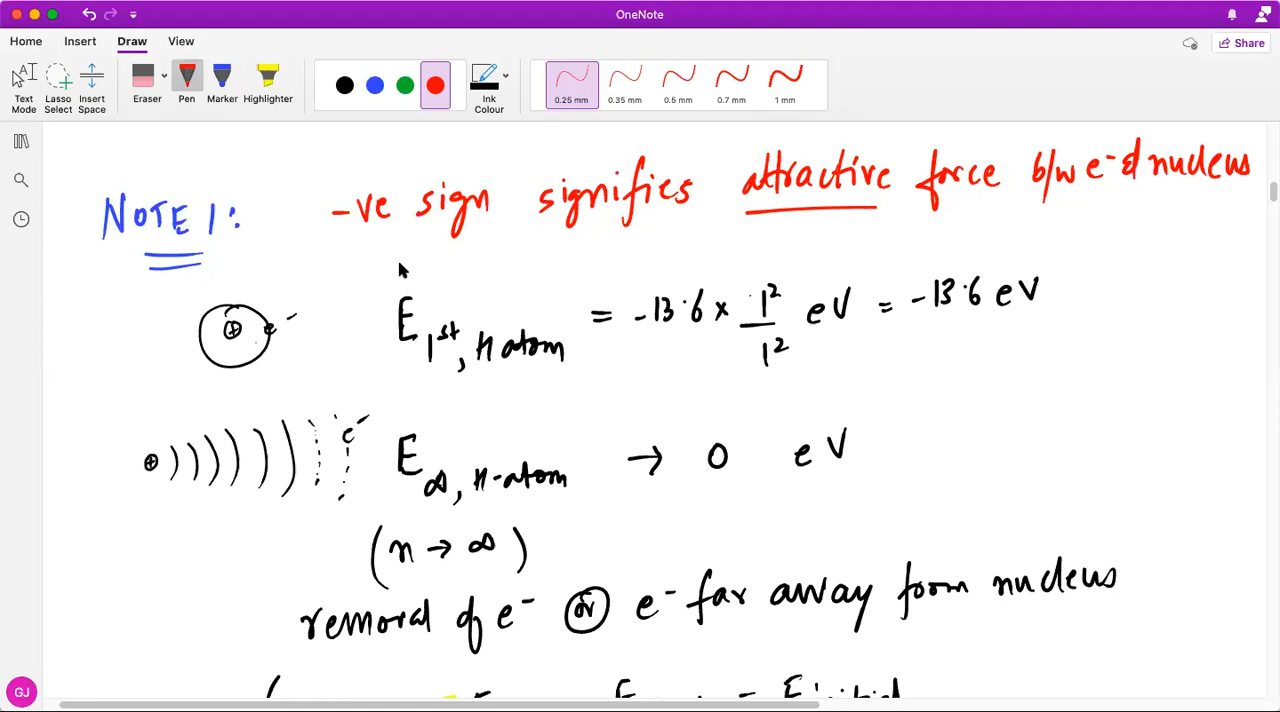 OneNote
Home Insert Draw View
Share
Text Mode
Lasso Select
Insert Space
Eraser
Pen
Marker
Highlighter
Ink Colour
0.25 mm
0.35 mm
0.5 mm
0.7 mm
1 mm
NOTE 1: -ve sign signifies attractive force b/w e- & nucleus
+ e -
E 1st, H atom = -13.6 × 1²/1² eV = -13.6 eV
+ e- E ∞, H-atom → 0 eV
(n → ∞)
removal of e- or e- far away from nucleus
GJ